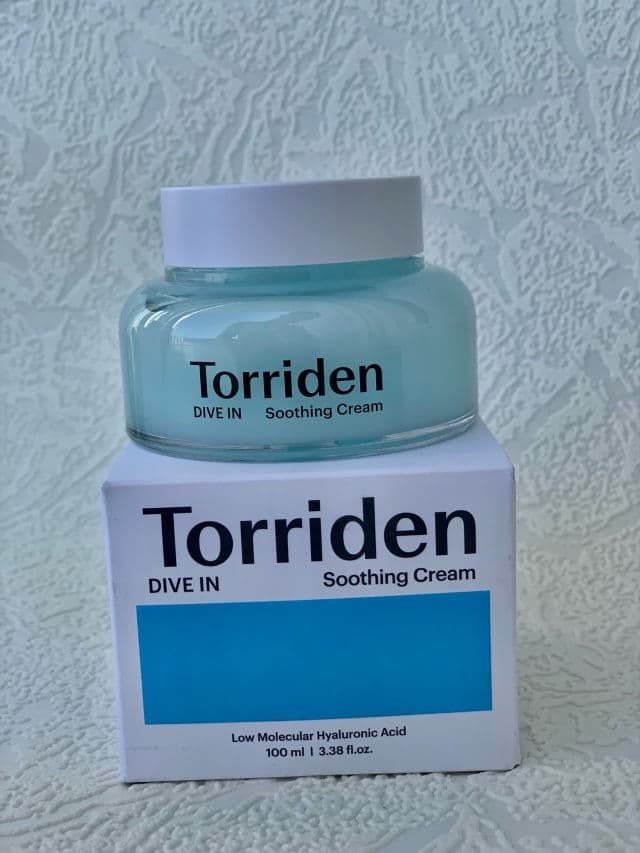 Torriden
DIVE IN Soothing Cream
Torriden
DIVE IN Soothing Cream
Low Molecular Hyaluronic Acid
100 ml | 3.38 fl.oz.